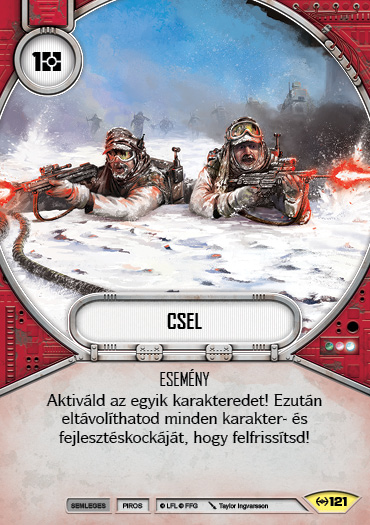 1
CSEL
ESEMÉNY
Aktiváld az egyik karakteredet! Ezután
eltávolíthatod minden karakter- és
fejlesztéskockáját, hogy felfrissítsd!
SEMLEGES PIROS © LFL © FFG Taylor Ingvarsson 121